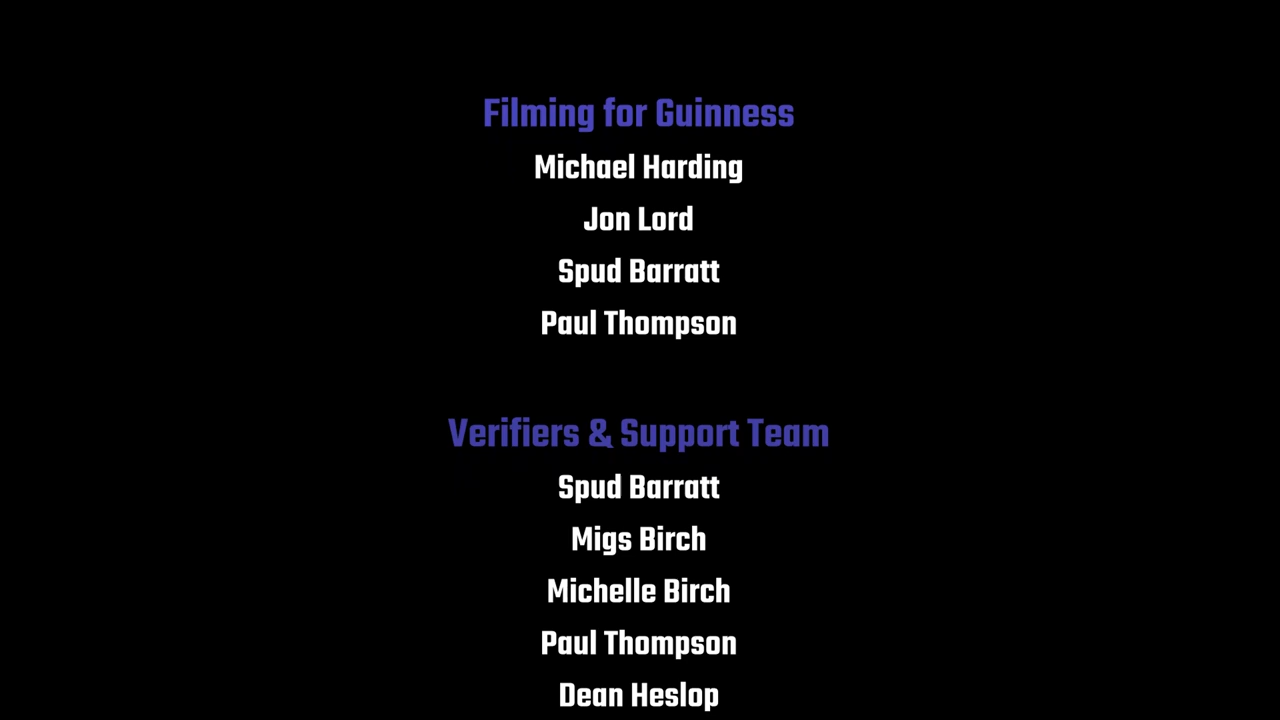 Filming for Guinness
Michael Harding
Jon Lord
Spud Barratt
Paul Thompson
Verifiers & Support Team
Spud Barratt
Migs Birch
Michelle Birch
Paul Thompson
Dean Heslop